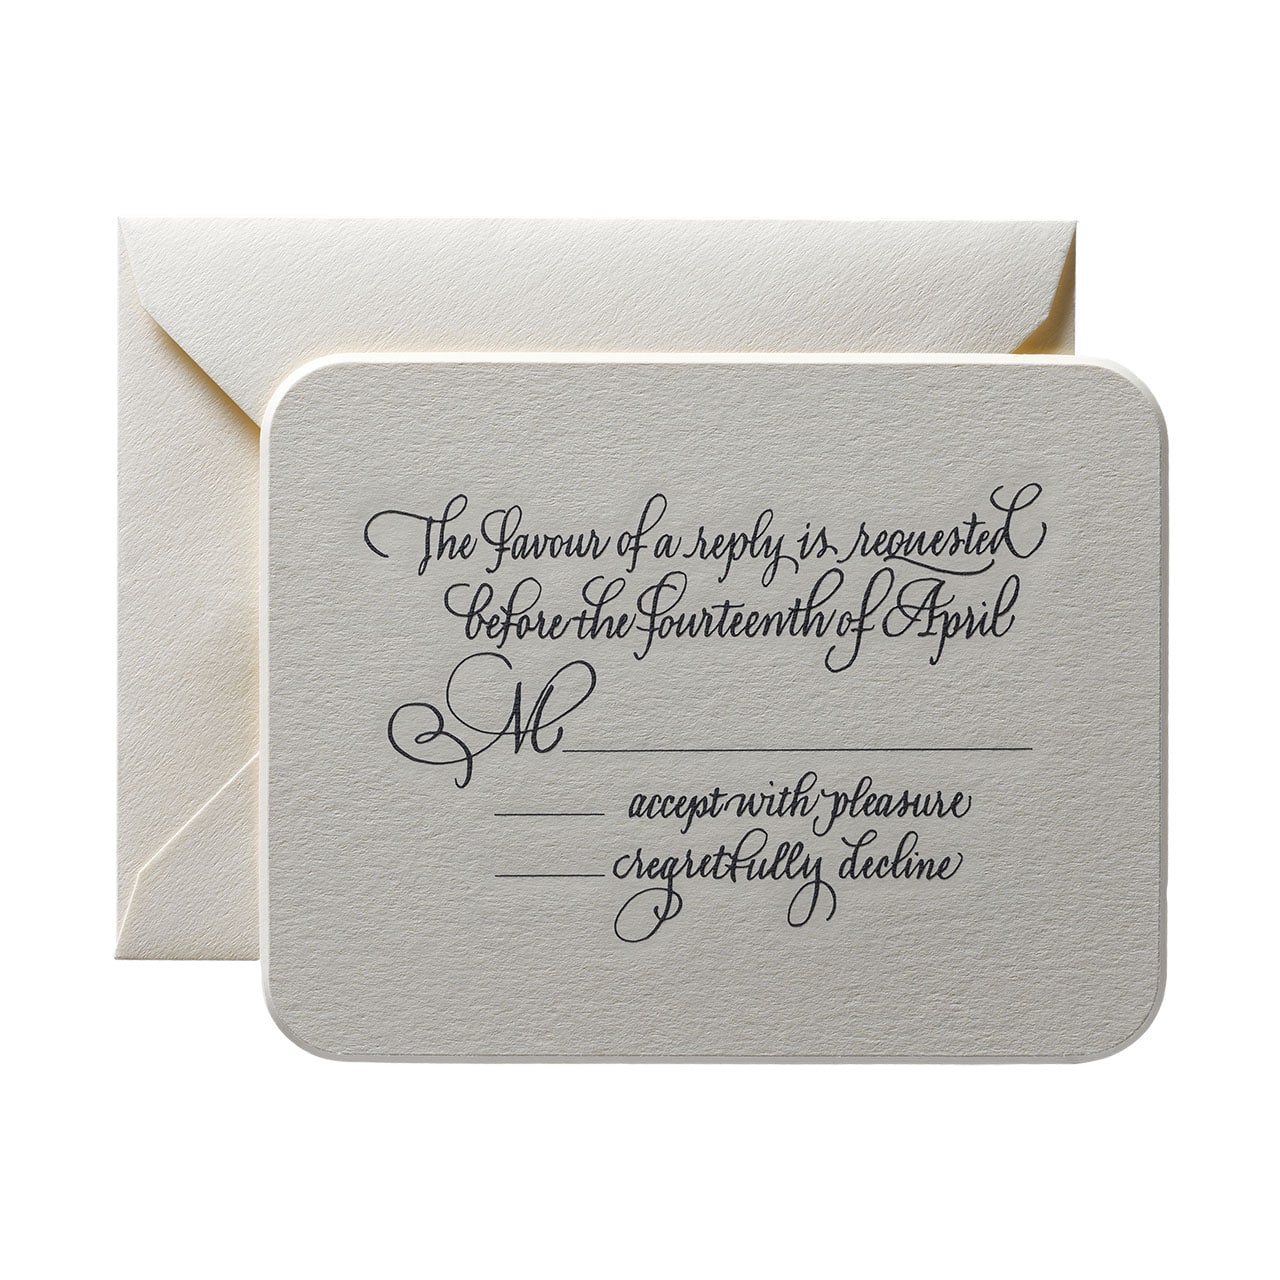 The favour of a reply is requested
before the fourteenth of April
M
accept with pleasure
regretfully decline